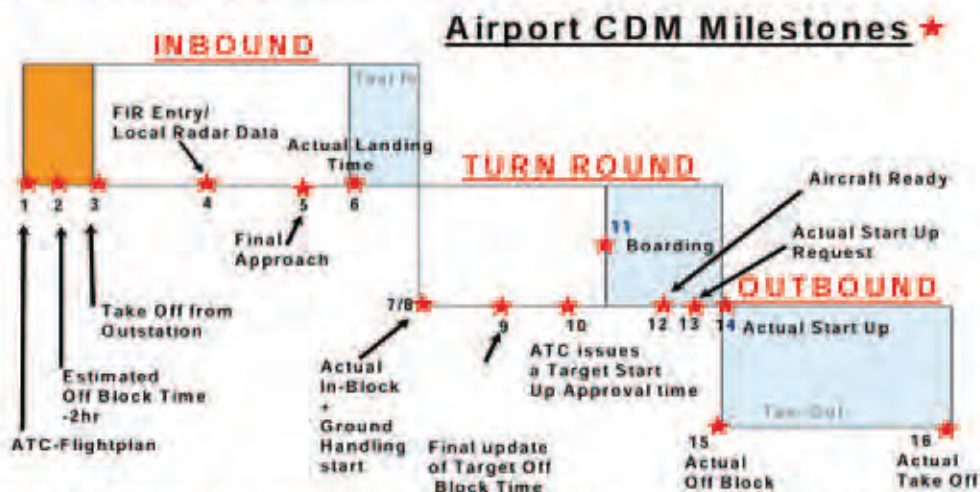 Airport CDM Milestones
INBOUND
Taxi In
FIR Entry/
Local Radar Data
Actual Landing
Time
1
2
3
4
5
6
Final
Approach
Take Off from
Outstation
Estimated
Off Block Time
-2hr
ATC-Flightplan
TURN ROUND
Aircraft Ready
11
Boarding
Actual Start Up
Request
7/8
9
10
12
13
14
OUTBOUND
Actual Start Up
Actual
In-Block
+
Ground
Handling
start
ATC issues
a Target Start
Up Approval time
Final update
of Target Off
Block Time
Taxi-Out
15
Actual
Off Block
16
Actual
Take Off